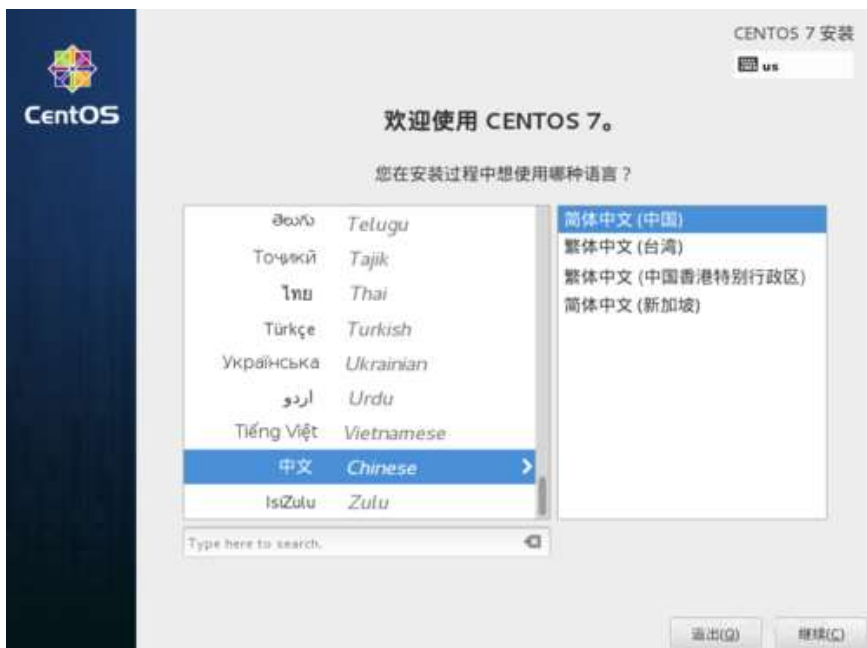 CENTOS 7 安装
us
CentOS
欢迎使用 CENTOS 7。
您在安装过程中想使用哪种语言？
తెలుగు Telugu
Тоҷикӣ Tajik
ไทย Thai
Türkçe Turkish
Українська Ukrainian
اردو Urdu
Tiếng Việt Vietnamese
中文 Chinese
IsiZulu Zulu
简体中文 (中国)
繁体中文 (台湾)
繁体中文 (中国香港特别行政区)
简体中文 (新加坡)
Type here to search.
退出(Q)
继续(C)